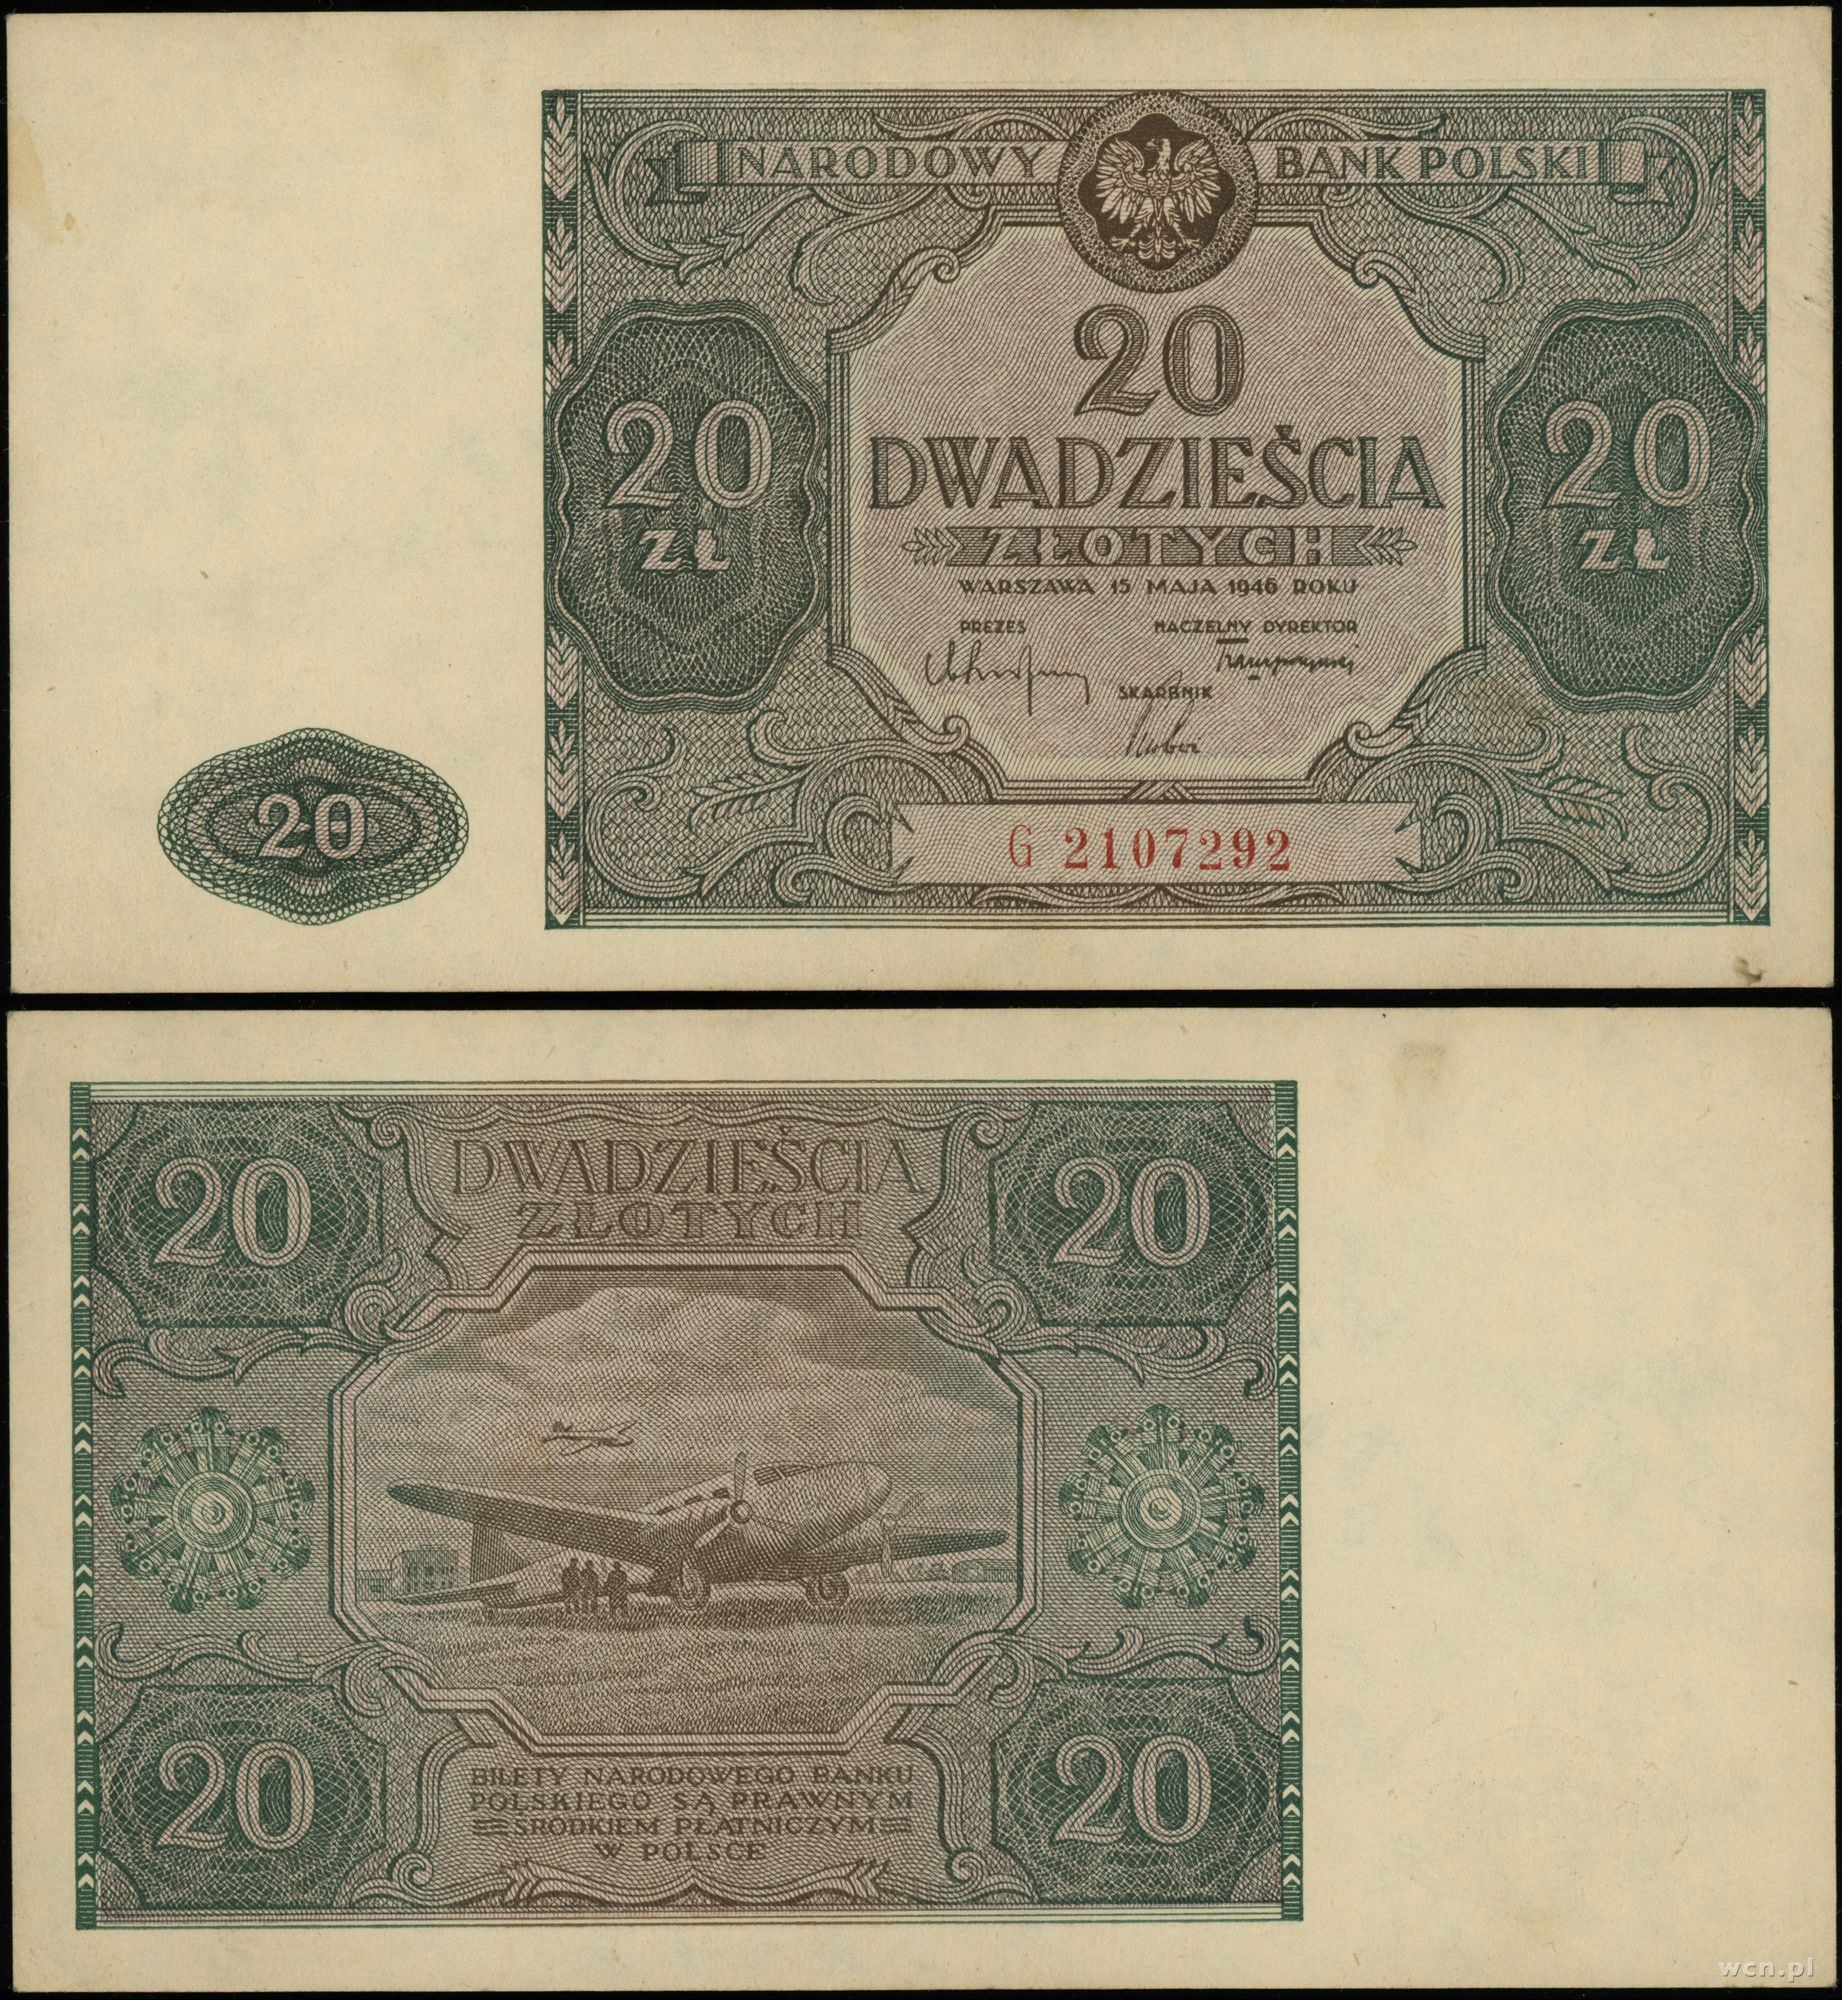 NARODOWY BANK POLSKI
20
DWADZIEŚCIA
ZŁOTYCH
WARSZAWA 15 MAJA 1946 ROKU
PREZES NACZELNY DYREKTOR
SKARBNIK
20 ZŁ
20 ZŁ
20
G 2107292
DWADZIEŚCIA
ZŁOTYCH
20 20
20 20
BILETY NARODOWEGO BANKU
POLSKIEGO SĄ PRAWNYM
ŚRODKIEM PŁATNICZYM
W POLSCE
wcn.pl